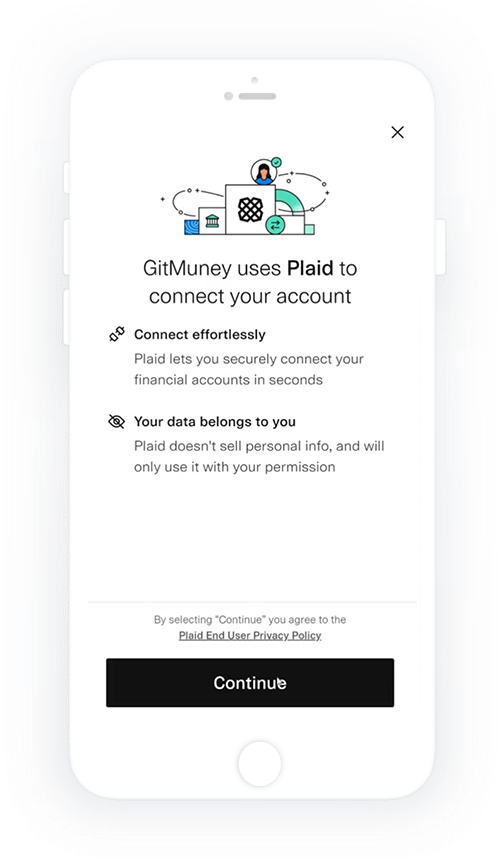 GitMuney uses Plaid to
connect your account
Connect effortlessly
Plaid lets you securely connect your
financial accounts in seconds
Your data belongs to you
Plaid doesn't sell personal info, and will
only use it with your permission
By selecting "Continue" you agree to the
Plaid End User Privacy Policy
Continue